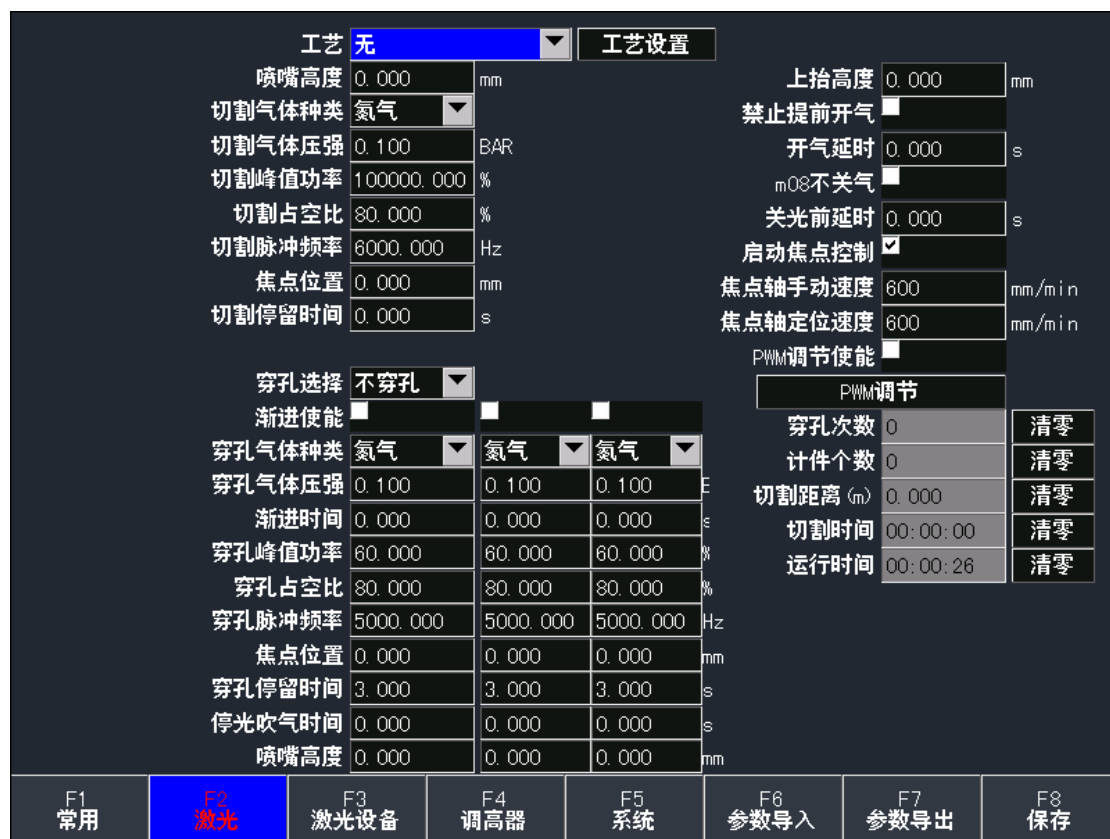 工艺 无 工艺设置
喷嘴高度 0.000 mm
切割气体种类 氮气
切割气体压强 0.100 BAR
切割峰值功率 100000.000 %
切割占空比 80.000 %
切割脉冲频率 6000.000 Hz
焦点位置 0.000 mm
切割停留时间 0.000 s
上抬高度 0.000 mm
禁止提前开气
开气延时 0.000 s
m08不关气
关光前延时 0.000 s
启动焦点控制
焦点轴手动速度 600 mm/min
焦点轴定位速度 600 mm/min
PWM调节使能
PWM调节
穿孔次数 0 清零
计件个数 0 清零
切割距离(m) 0.000 清零
切割时间 00:00:00 清零
运行时间 00:00:26 清零
穿孔选择 不穿孔
渐进使能
穿孔气体种类 氮气 氮气 氮气
穿孔气体压强 0.100 0.100 0.100
渐进时间 0.000 0.000 0.000 s
穿孔峰值功率 60.000 60.000 60.000 %
穿孔占空比 80.000 80.000 80.000 %
穿孔脉冲频率 5000.000 5000.000 5000.000 Hz
焦点位置 0.000 0.000 0.000 mm
穿孔停留时间 3.000 3.000 3.000 s
停光吹气时间 0.000 0.000 0.000 s
喷嘴高度 0.000 0.000 0.000 mm
F1 F2 F3 F4 F5 F6 F7 F8
常用 激光 激光设备 调高器 系统 参数导入 参数导出 保存